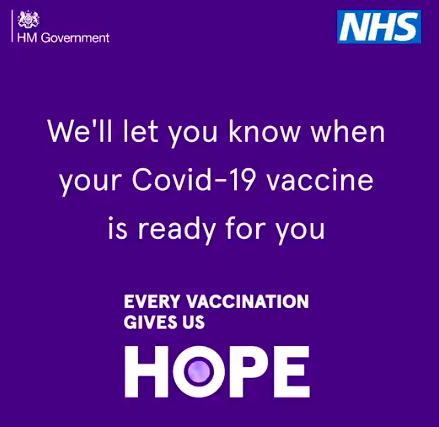 HM Government
NHS
We'll let you know when
your Covid-19 vaccine
is ready for you
EVERY VACCINATION
GIVES US
HOPE